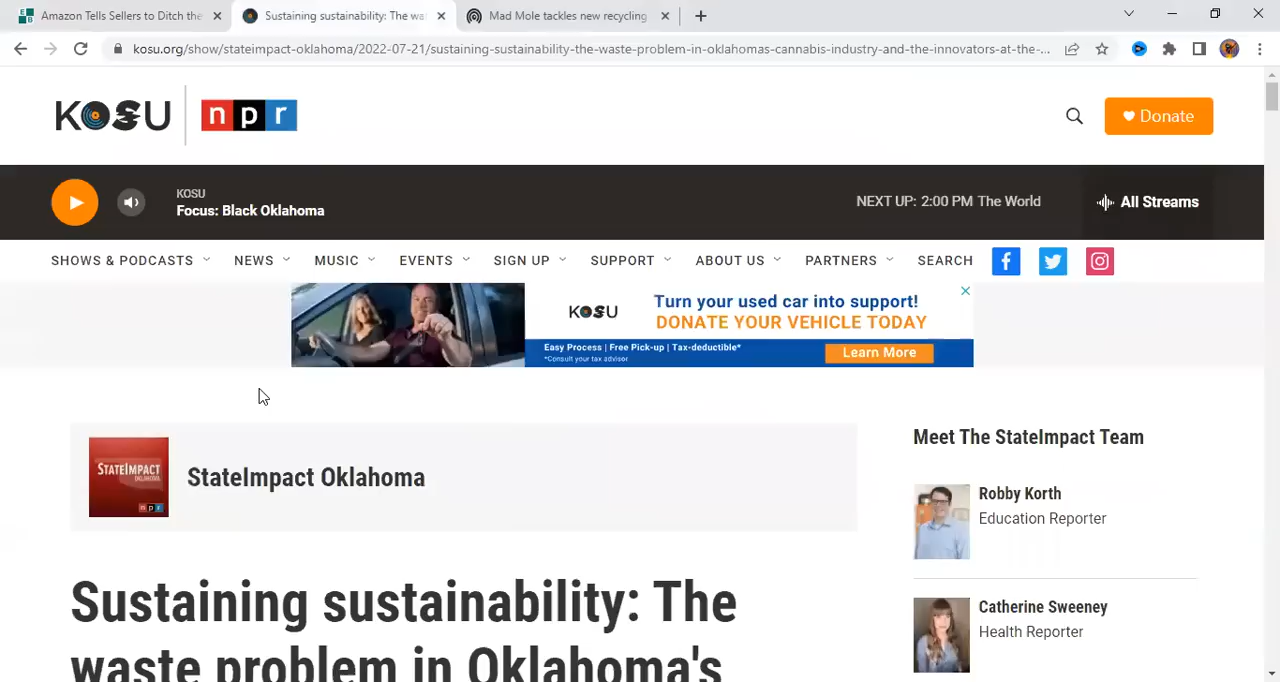 Amazon Tells Sellers to Ditch the
Sustaining sustainability: The wa
Mad Mole tackles new recycling
kosu.org/show/stateimpact-oklahoma/2022-07-21/sustaining-sustainability-the-waste-problem-in-oklahomas-cannabis-industry-and-the-innovators-at-the-...
KOSU
npr
Donate
KOSU
Focus: Black Oklahoma
NEXT UP: 2:00 PM The World
All Streams
SHOWS & PODCASTS
NEWS
MUSIC
EVENTS
SIGN UP
SUPPORT
ABOUT US
PARTNERS
SEARCH
KOSU
Turn your used car into support!
DONATE YOUR VEHICLE TODAY
Easy Process | Free Pick-up | Tax-deductible*
*Consult your tax advisor
Learn More
STATEIMPACT
OKLAHOMA
npr
StateImpact Oklahoma
Sustaining sustainability: The
waste problem in Oklahoma's
Meet The StateImpact Team
Robby Korth
Education Reporter
Catherine Sweeney
Health Reporter